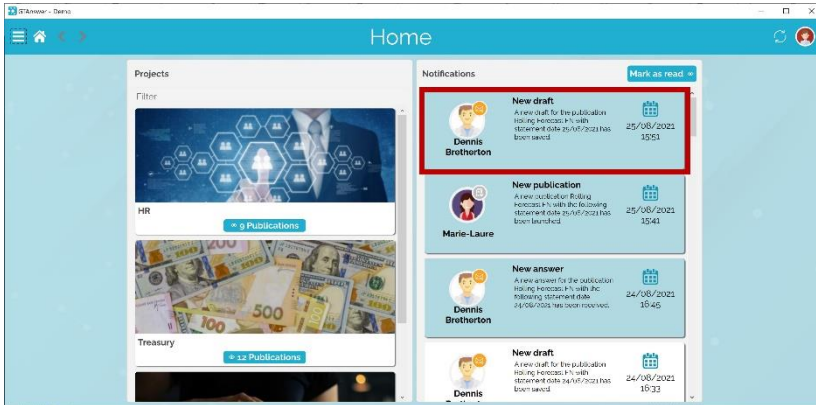 GTAnswer - Demo
Home
Projects
Filter
HR
9 Publications
Treasury
12 Publications
Notifications
Mark as read
New draft
A new draft for the publication
Rolling Forecast FN with
statement date 25/08/2021 has
been saved.
Dennis
Bretherton
25/08/2021
15:51
New publication
A new publication Rolling
Forecast FN with the following
statement date 25/08/2021 has
been launched.
Marie-Laure
25/08/2021
15:41
New answer
A new answer for the publication
Rolling Forecast FN with the
following statement date
24/08/2021 has been received.
Dennis
Bretherton
24/08/2021
16:45
New draft
A new draft for the publication
Rolling Forecast FN with
statement date 24/08/2021 has
been saved.
Dennis
24/08/2021
16:33